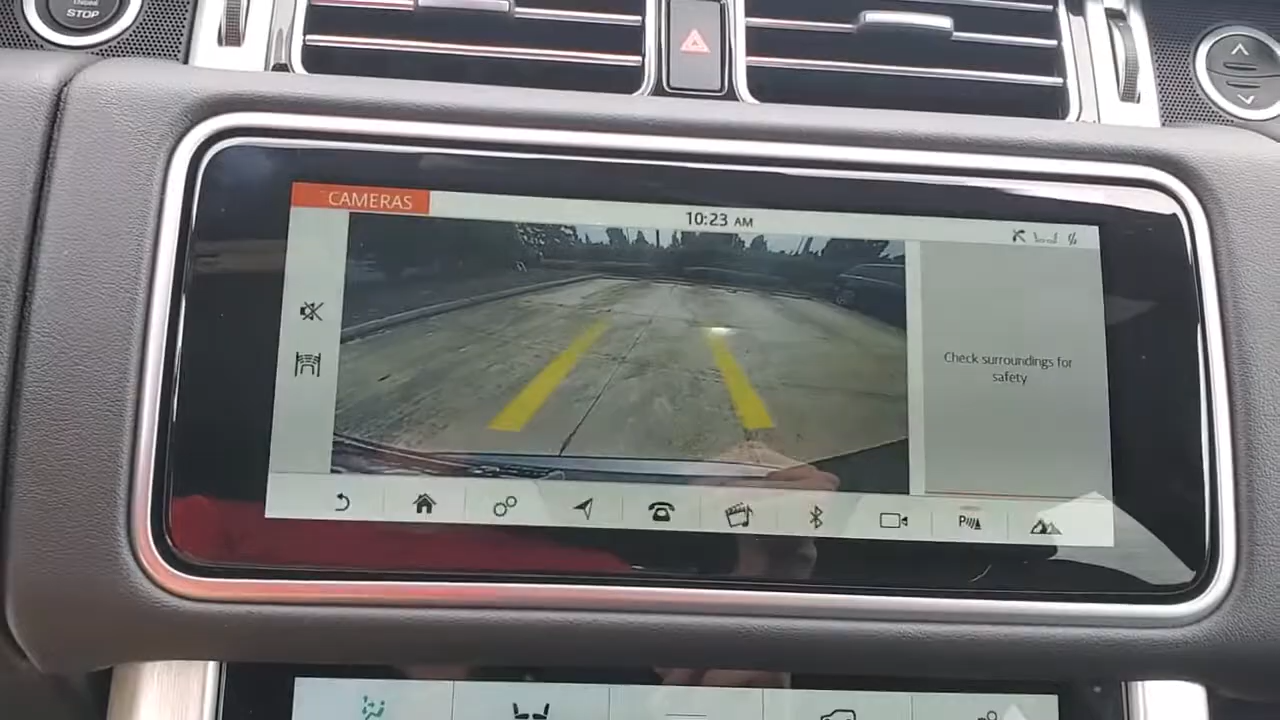 STOP
CAMERAS
10:23 AM
Check surroundings for
safety
P